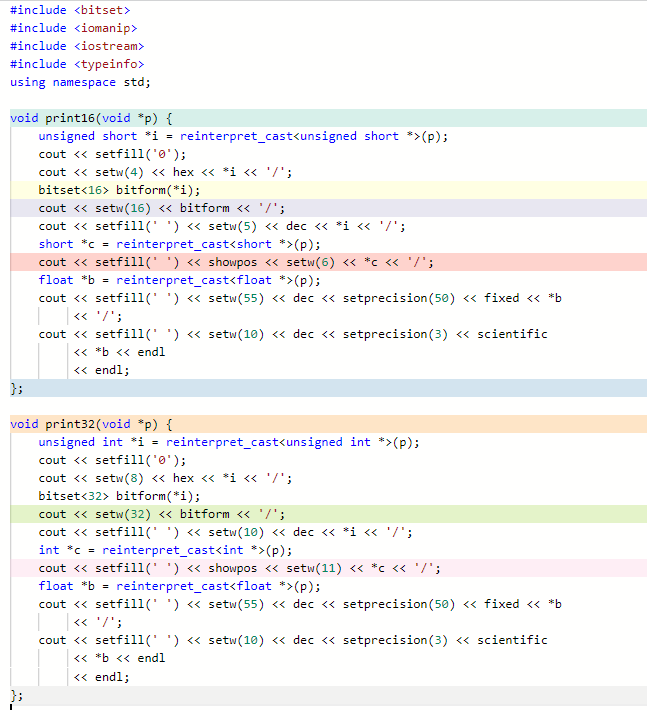 #include <bitset>
#include <iomanip>
#include <iostream>
#include <typeinfo>
using namespace std;

void print16(void *p) {
    unsigned short *i = reinterpret_cast<unsigned short *>(p);
    cout << setfill('0');
    cout << setw(4) << hex << *i << '/';
    bitset<16> bitform(*i);
    cout << setw(16) << bitform << '/';
    cout << setfill(' ') << setw(5) << dec << *i << '/';
    short *c = reinterpret_cast<short *>(p);
    cout << setfill(' ') << showpos << setw(6) << *c << '/';
    float *b = reinterpret_cast<float *>(p);
    cout << setfill(' ') << setw(55) << dec << setprecision(50) << fixed << *b
         << '/';
    cout << setfill(' ') << setw(10) << dec << setprecision(3) << scientific
         << *b << endl
         << endl;
};

void print32(void *p) {
    unsigned int *i = reinterpret_cast<unsigned int *>(p);
    cout << setfill('0');
    cout << setw(8) << hex << *i << '/';
    bitset<32> bitform(*i);
    cout << setw(32) << bitform << '/';
    cout << setfill(' ') << setw(10) << dec << *i << '/';
    int *c = reinterpret_cast<int *>(p);
    cout << setfill(' ') << showpos << setw(11) << *c << '/';
    float *b = reinterpret_cast<float *>(p);
    cout << setfill(' ') << setw(55) << dec << setprecision(50) << fixed << *b
         << '/';
    cout << setfill(' ') << setw(10) << dec << setprecision(3) << scientific
         << *b << endl
         << endl;
};